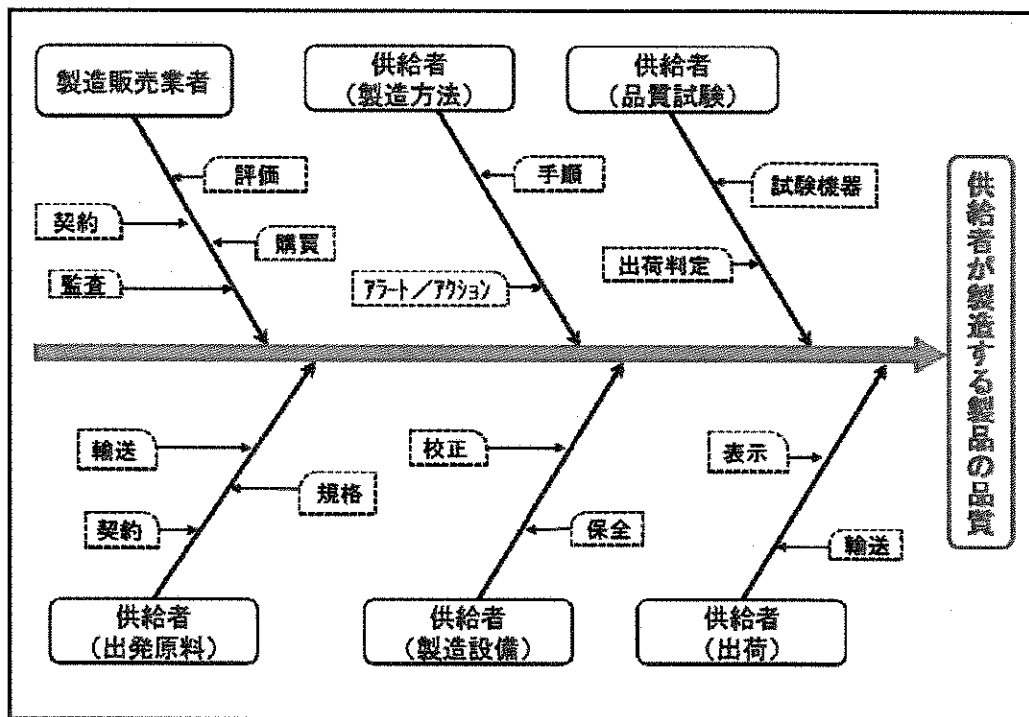 製造販売業者
供給者
（製造方法）
供給者
（品質試験）
評価
契約
購買
監査
手順
アラート／アクション
試験機器
出荷判定
供給者が製造する製品の品質
輸送
規格
契約
校正
保全
表示
輸送
供給者
（出発原料）
供給者
（製造設備）
供給者
（出荷）